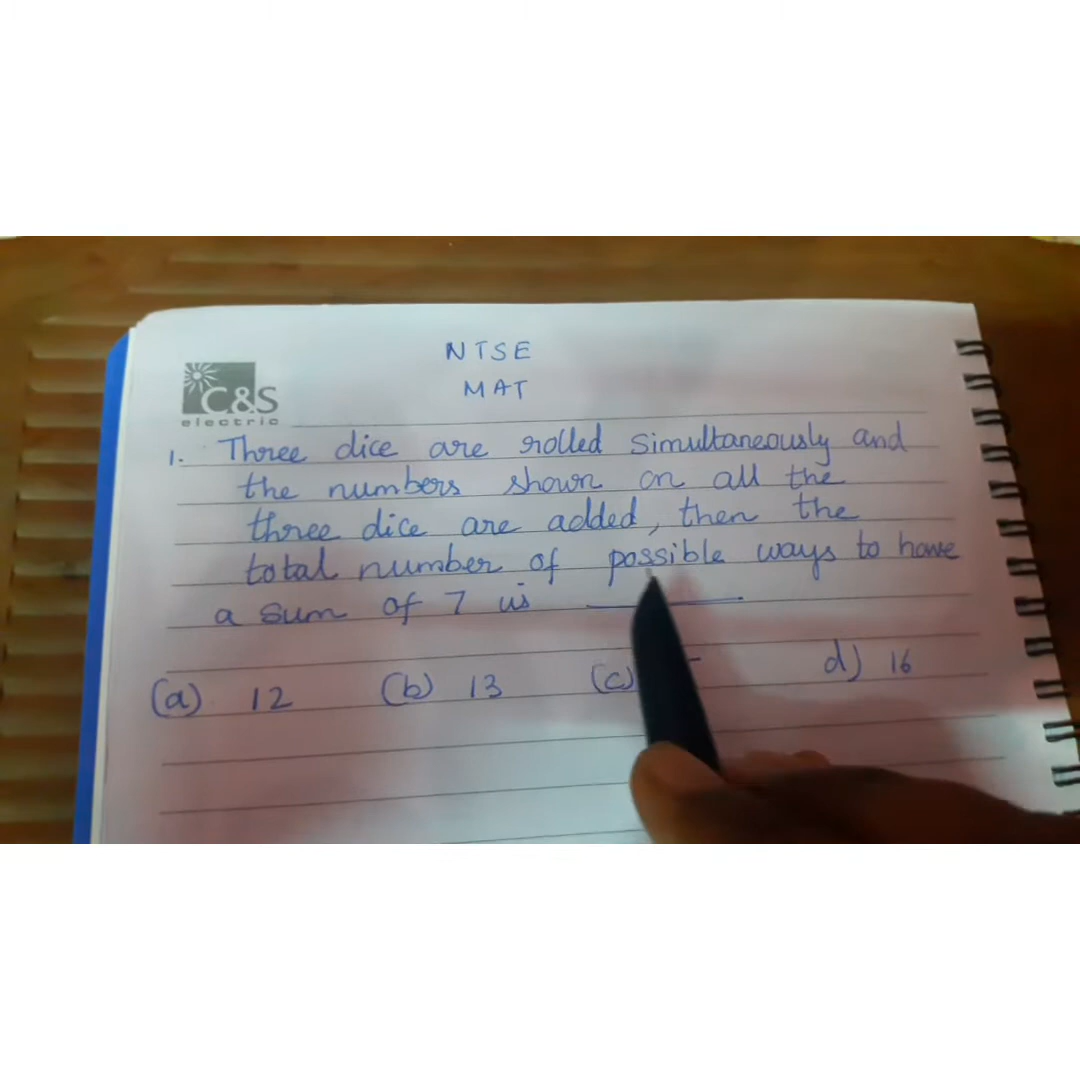 NTSE
MAT
C&S
electric
1. Three dice are rolled simultaneously and
the numbers shown on all the
three dice are added, then the
total number of possible ways to have
a sum of 7 is ______
(a) 12 (b) 13 (c) d) 16